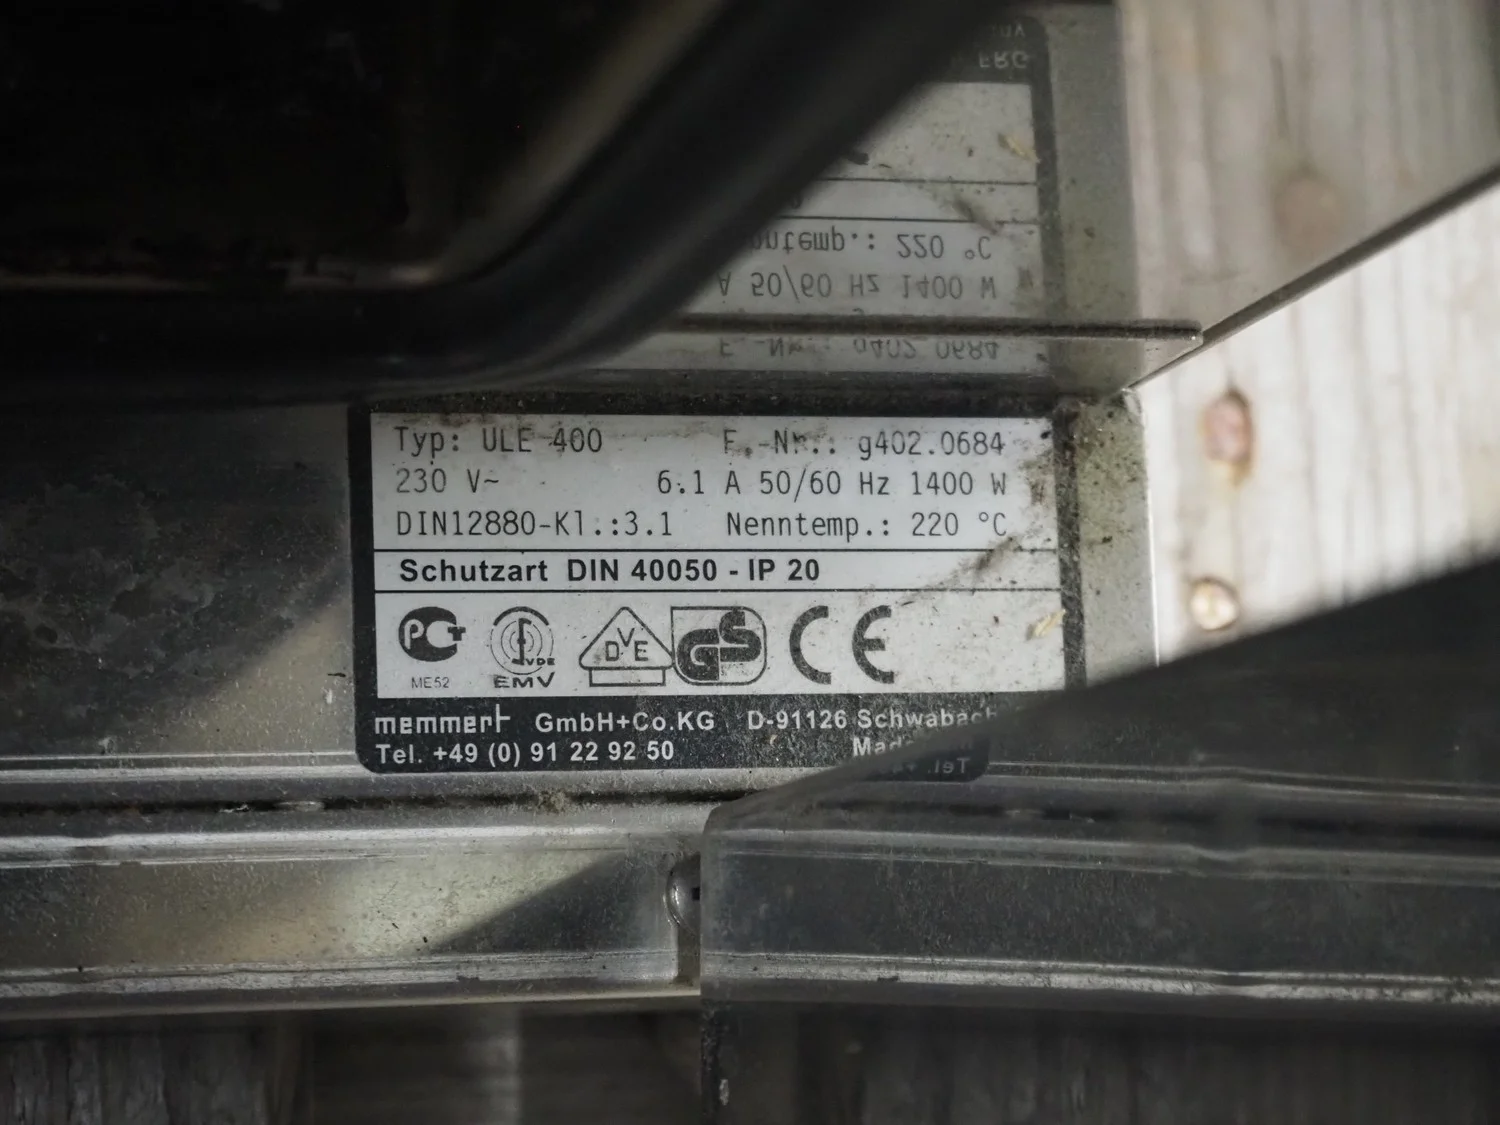 Typ: ULE 400 F.-Nr.: g402.0684
230 V~ 6.1 A 50/60 Hz 1400 W
DIN12880-Kl.:3.1 Nenntemp.: 220 °C
Schutzart DIN 40050 - IP 20
PCT ME52
VDE EMV
DVE
GS
CE
memmert GmbH+Co.KG D-91126 Schwabach
Tel. +49 (0) 91 22 92 50 Made